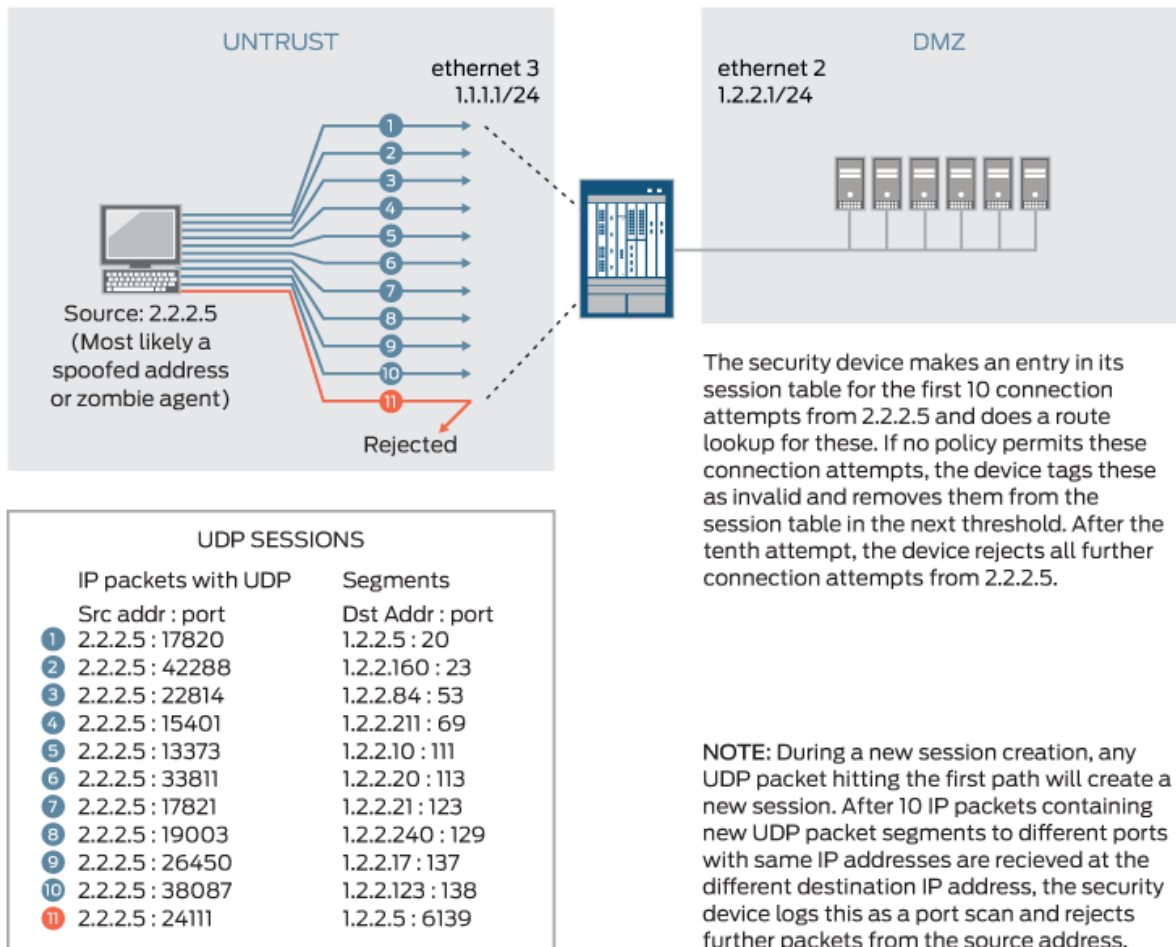 UNTRUST
ethernet 3
1.1.1.1/24
1
2
3
4
5
6
7
8
9
10
11
Source: 2.2.2.5
(Most likely a
spoofed address
or zombie agent)
Rejected
DMZ
ethernet 2
1.2.2.1/24
The security device makes an entry in its
session table for the first 10 connection
attempts from 2.2.2.5 and does a route
lookup for these. If no policy permits these
connection attempts, the device tags these
as invalid and removes them from the
session table in the next threshold. After the
tenth attempt, the device rejects all further
connection attempts from 2.2.2.5.
UDP SESSIONS
IP packets with UDP Segments
Src addr : port Dst Addr : port
1 2.2.2.5 : 17820 1.2.2.5 : 20
2 2.2.2.5 : 42288 1.2.2.160 : 23
3 2.2.2.5 : 22814 1.2.2.84 : 53
4 2.2.2.5 : 15401 1.2.2.211 : 69
5 2.2.2.5 : 13373 1.2.2.10 : 111
6 2.2.2.5 : 33811 1.2.2.20 : 113
7 2.2.2.5 : 17821 1.2.2.21 : 123
8 2.2.2.5 : 19003 1.2.2.240 : 129
9 2.2.2.5 : 26450 1.2.2.17 : 137
10 2.2.2.5 : 38087 1.2.2.123 : 138
11 2.2.2.5 : 24111 1.2.2.5 : 6139
NOTE: During a new session creation, any
UDP packet hitting the first path will create a
new session. After 10 IP packets containing
new UDP packet segments to different ports
with same IP addresses are recieved at the
different destination IP address, the security
device logs this as a port scan and rejects
further packets from the source address.